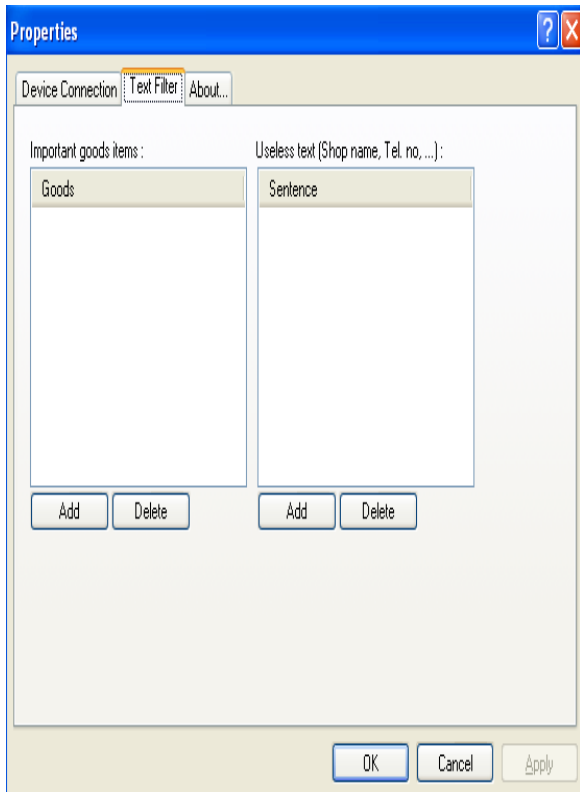 Properties
Device Connection Text Filter About...
Important goods items : Useless text (Shop name, Tel. no, ...) :
Goods Sentence
Add Delete Add Delete
OK Cancel Apply